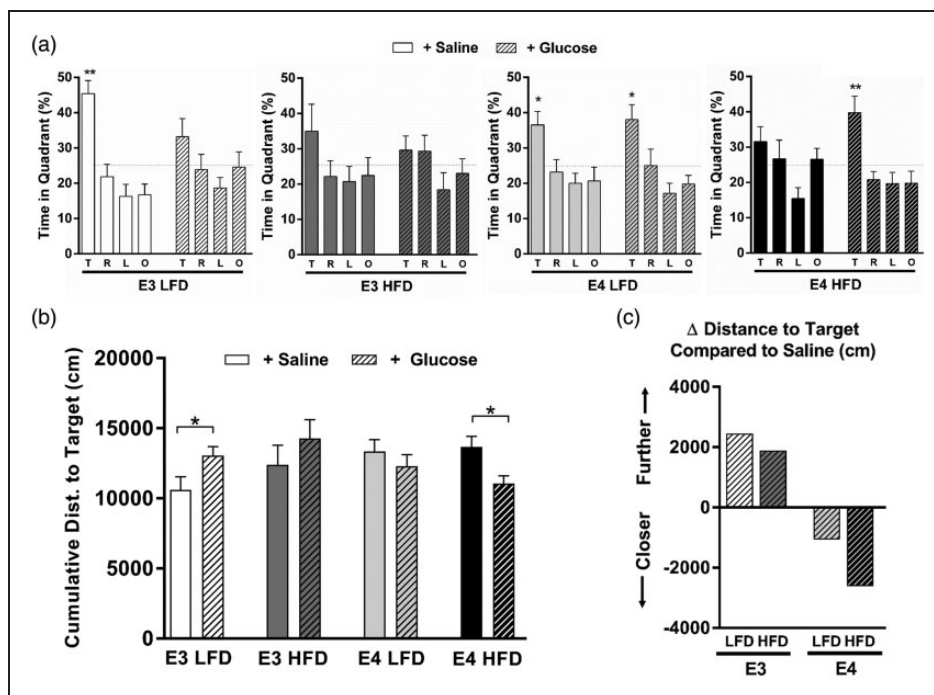 (a)
+ Saline + Glucose
Time in Quadrant (%)
50
40
30
20
10
0
**
T R L O T R L O
E3 LFD
Time in Quadrant (%)
50
40
30
20
10
0
T R L O T R L O
E3 HFD
Time in Quadrant (%)
50
40
30
20
10
0
* *
T R L O T R L O
E4 LFD
Time in Quadrant (%)
50
40
30
20
10
0
**
T R L O T R L O
E4 HFD
(b)
+ Saline + Glucose
Cumulative Dist. to Target (cm)
20000
15000
10000
5000
0
* *
E3 LFD E3 HFD E4 LFD E4 HFD
(c)
Δ Distance to Target
Compared to Saline (cm)
Further
Closer
4000
2000
0
-2000
-4000
LFD HFD LFD HFD
E3 E4